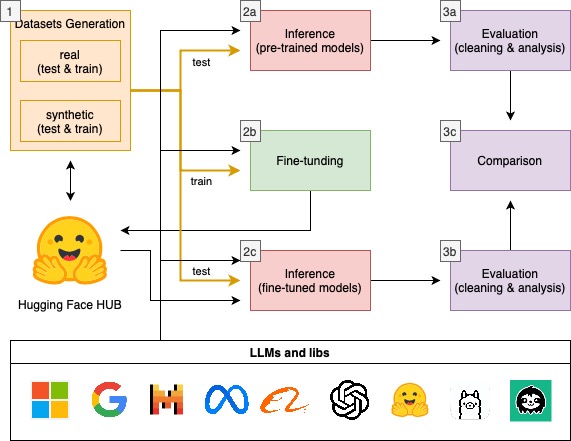 1
Datasets Generation
real
(test & train)
synthetic
(test & train)
2a
Inference
(pre-trained models)
3a
Evaluation
(cleaning & analysis)
test
2b
Fine-tunding
train
3c
Comparison
Hugging Face HUB
test
2c
Inference
(fine-tuned models)
3b
Evaluation
(cleaning & analysis)
LLMs and libs